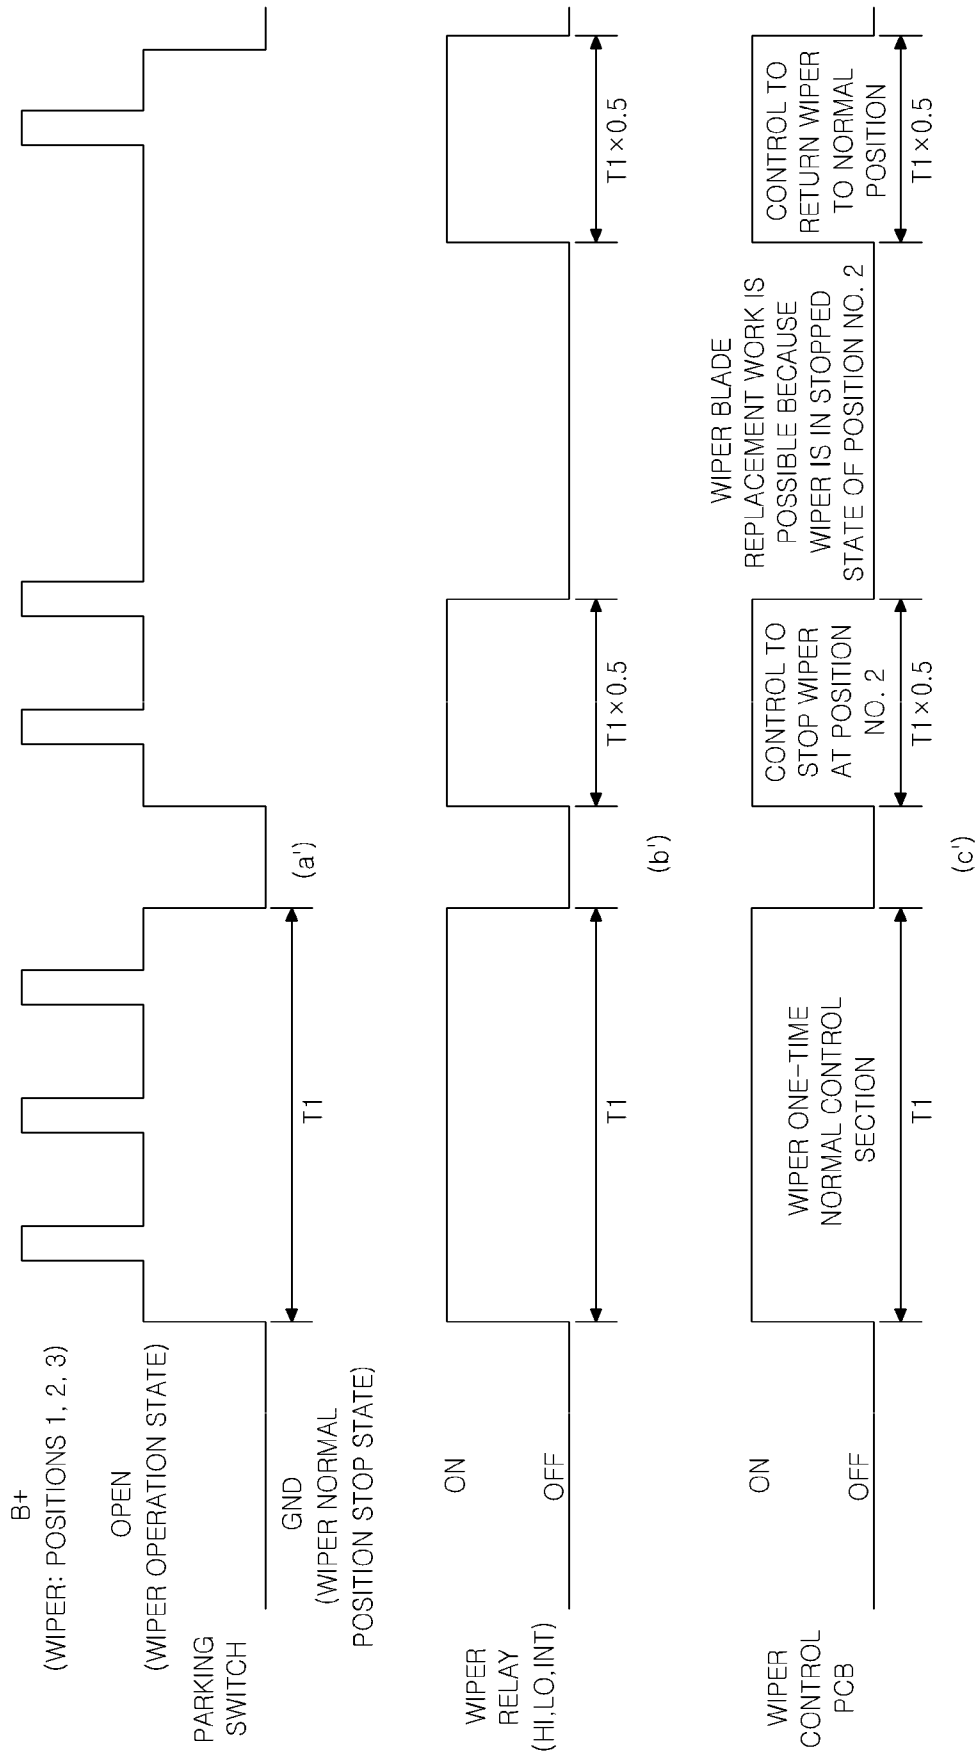 B+
(WIPER: POSITIONS 1, 2, 3)
OPEN
(WIPER OPERATION STATE)
PARKING
SWITCH
GND
(WIPER NORMAL
POSITION STOP STATE)
T1
(a')
WIPER
RELAY
(HI,LO,INT)
ON
OFF
T1
T1×0.5
T1×0.5
(b')
WIPER
CONTROL
PCB
ON
OFF
WIPER ONE-TIME
NORMAL CONTROL
SECTION
T1
CONTROL TO
STOP WIPER
AT POSITION
NO. 2
T1×0.5
WIPER BLADE
REPLACEMENT WORK IS
POSSIBLE BECAUSE
WIPER IS IN STOPPED
STATE OF POSITION NO. 2
CONTROL TO
RETURN WIPER
TO NORMAL
POSITION
T1×0.5
(c')